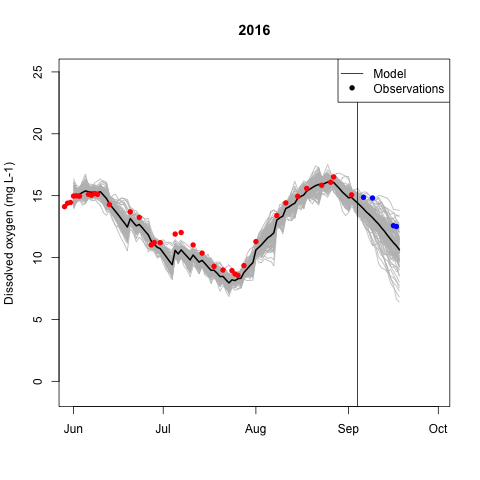 2016
Model
Observations
Dissolved oxygen (mg L-1)
25
20
15
10
5
0
Jun
Jul
Aug
Sep
Oct